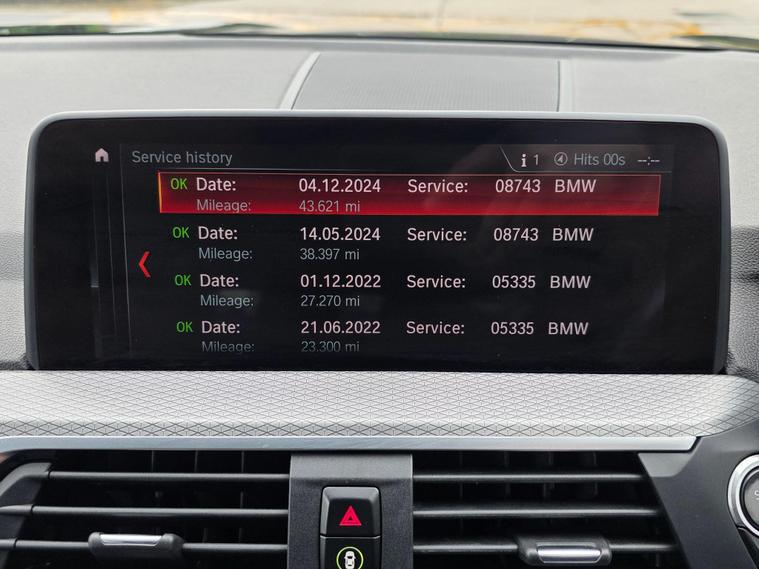 Service history i 1 Hits 00s --:--
OK Date: 04.12.2024 Service: 08743 BMW
Mileage: 43.621 mi
OK Date: 14.05.2024 Service: 08743 BMW
Mileage: 38.397 mi
OK Date: 01.12.2022 Service: 05335 BMW
Mileage: 27.270 mi
OK Date: 21.06.2022 Service: 05335 BMW
Mileage: 23.300 mi